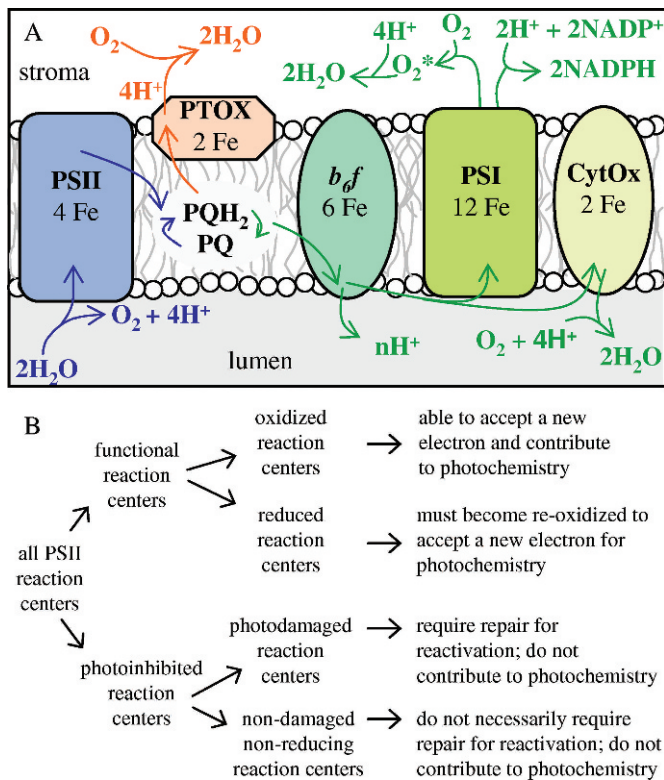 A
stroma
O₂
2H₂O
4H⁺
4H⁺
O₂
2H₂O
O₂*
2H⁺ + 2NADP⁺
2NADPH
PSII
4 Fe
PTOX
2 Fe
PQH₂
PQ
b₆f
6 Fe
PSI
12 Fe
CytOx
2 Fe
O₂ + 4H⁺
2H₂O
lumen
nH⁺
O₂ + 4H⁺
2H₂O
B
all PSII
reaction
centers
functional
reaction
centers
oxidized
reaction
centers
able to accept a new
electron and contribute
to photochemistry
reduced
reaction
centers
must become re-oxidized to
accept a new electron for
photochemistry
photoinhibited
reaction
centers
photodamaged
reaction
centers
require repair for
reactivation; do not
contribute to photochemistry
non-damaged
non-reducing
reaction centers
do not necessarily require
repair for reactivation; do not
contribute to photochemistry